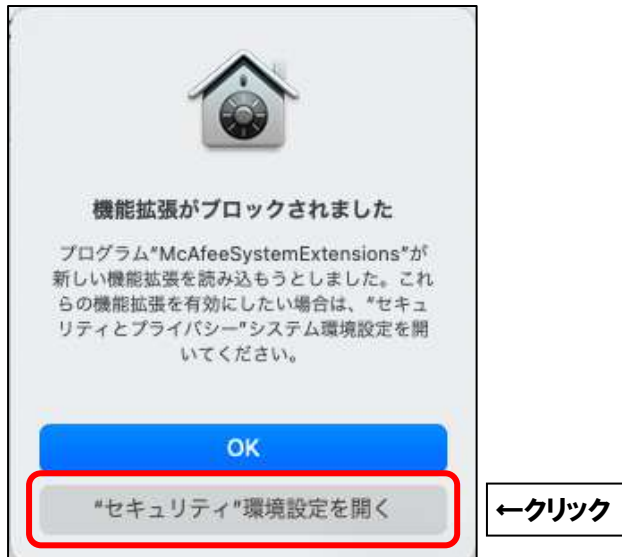 機能拡張がブロックされました
プログラム"McAfeeSystemExtensions"が
新しい機能拡張を読み込もうとしました。これ
らの機能拡張を有効にしたい場合は、"セキュ
リティとプライバシー"システム環境設定を開
いてください。
OK
"セキュリティ"環境設定を開く
←クリック